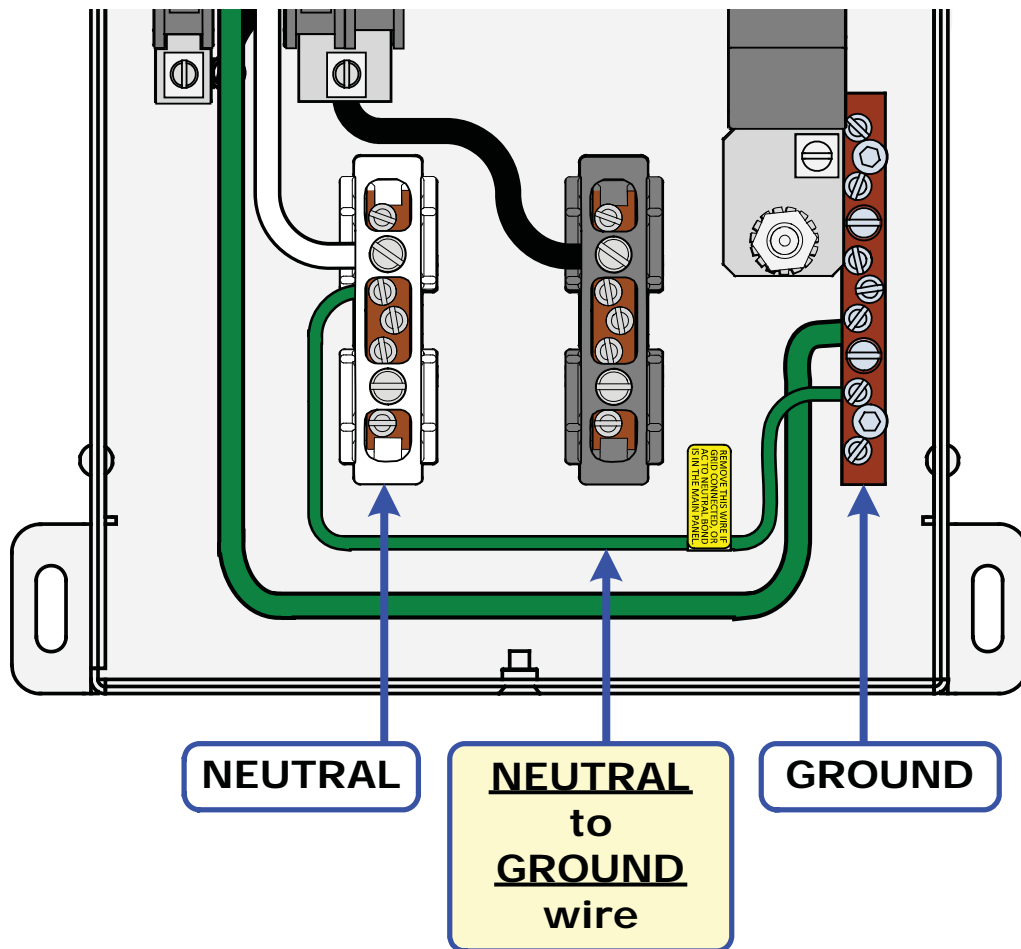 REMOVE THIS WIRE IF
GRID CONNECTED, OR
AC TO NEUTRAL BOND
IS IN THE MAIN PANEL.
NEUTRAL
NEUTRAL
to
GROUND
wire
GROUND